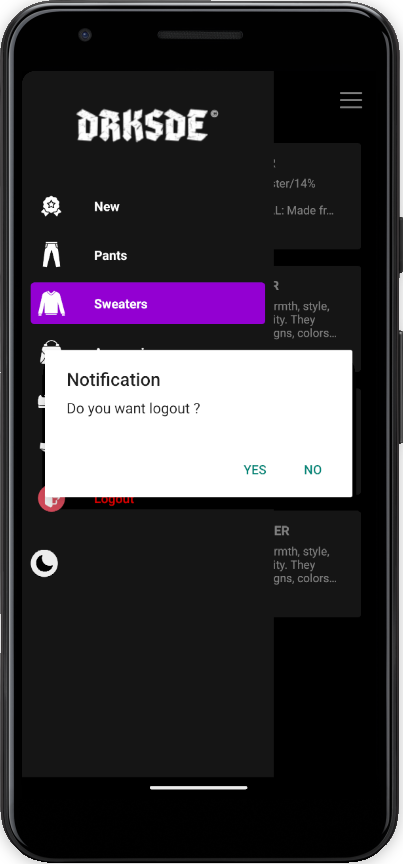 DRKSDE©
New
Pants
Sweaters
Notification
Do you want logout ?
YES
NO
Logout
14%
L: Made fr...
rmth, style,
ity. They
gns, colors...
ER
rmth, style,
ity. They
gns, colors...